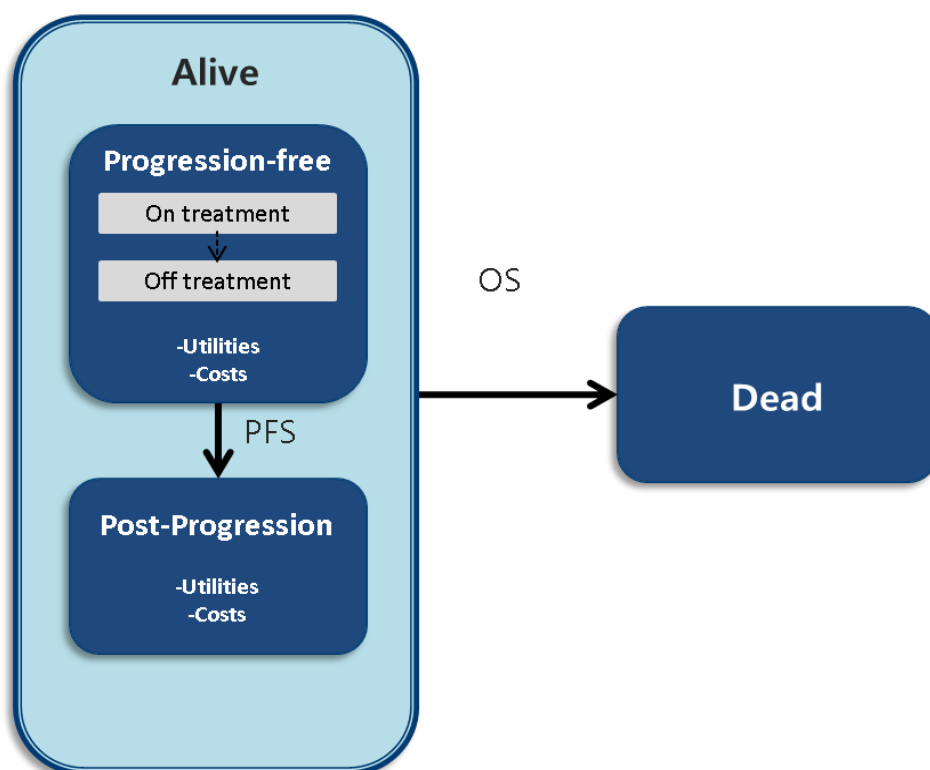 Alive
Progression-free
On treatment
Off treatment
-Utilities
-Costs
PFS
Post-Progression
-Utilities
-Costs
OS
Dead